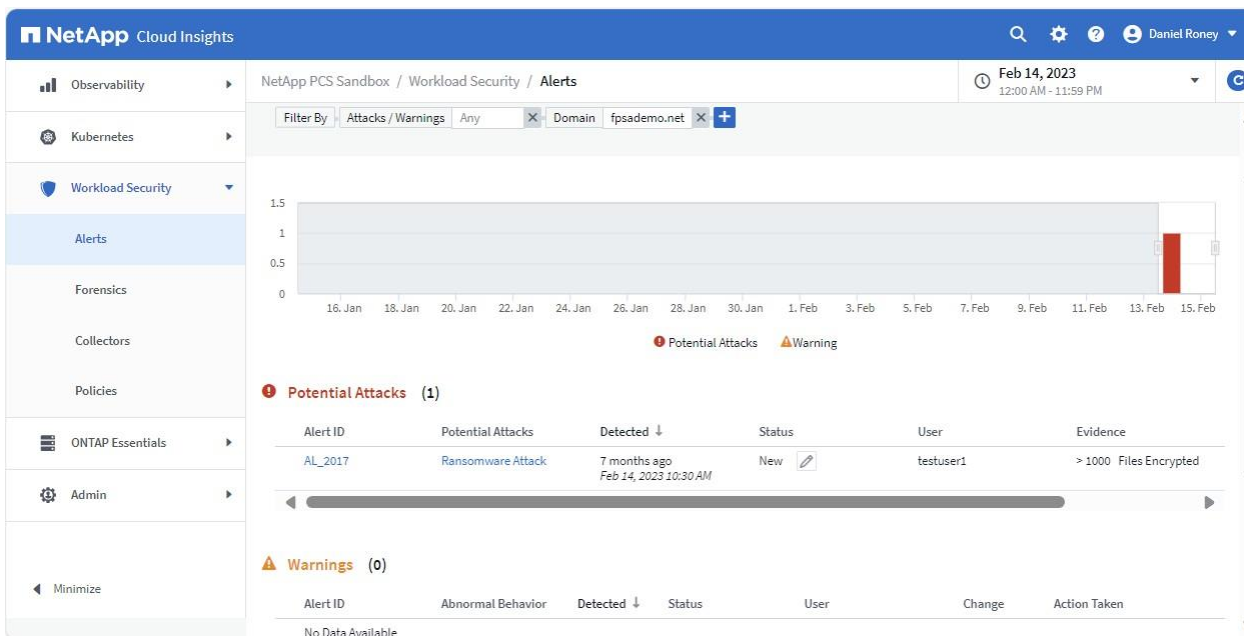 NetApp Cloud Insights
Daniel Roney
Observability
Kubernetes
Workload Security
Alerts
Forensics
Collectors
Policies
ONTAP Essentials
Admin
Minimize
NetApp PCS Sandbox / Workload Security / Alerts
Feb 14, 2023
12:00 AM - 11:59 PM
Filter By Attacks / Warnings Any Domain fpsademo.net
1.5
1
0.5
0
16. Jan 18. Jan 20. Jan 22. Jan 24. Jan 26. Jan 28. Jan 30. Jan 1. Feb 3. Feb 5. Feb 7. Feb 9. Feb 11. Feb 13. Feb 15. Feb
Potential Attacks Warning
Potential Attacks (1)
Alert ID Potential Attacks Detected ↓ Status User Evidence
AL_2017 Ransomware Attack 7 months ago New testuser1 > 1000 Files Encrypted
Feb 14, 2023 10:30 AM
Warnings (0)
Alert ID Abnormal Behavior Detected ↓ Status User Change Action Taken
No Data Available